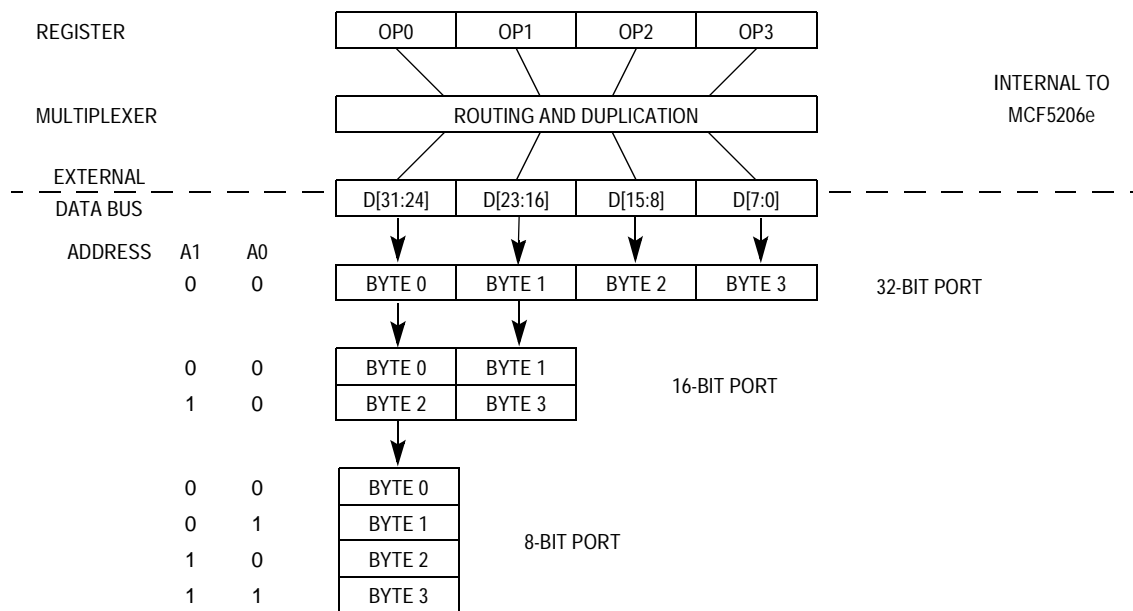 REGISTER OP0 OP1 OP2 OP3
INTERNAL TO
MULTIPLEXER ROUTING AND DUPLICATION MCF5206e
EXTERNAL
DATA BUS D[31:24] D[23:16] D[15:8] D[7:0]
ADDRESS A1 A0
0 0 BYTE 0 BYTE 1 BYTE 2 BYTE 3 32-BIT PORT
0 0 BYTE 0 BYTE 1
16-BIT PORT
1 0 BYTE 2 BYTE 3
0 0 BYTE 0
0 1 BYTE 1
8-BIT PORT
1 0 BYTE 2
1 1 BYTE 3